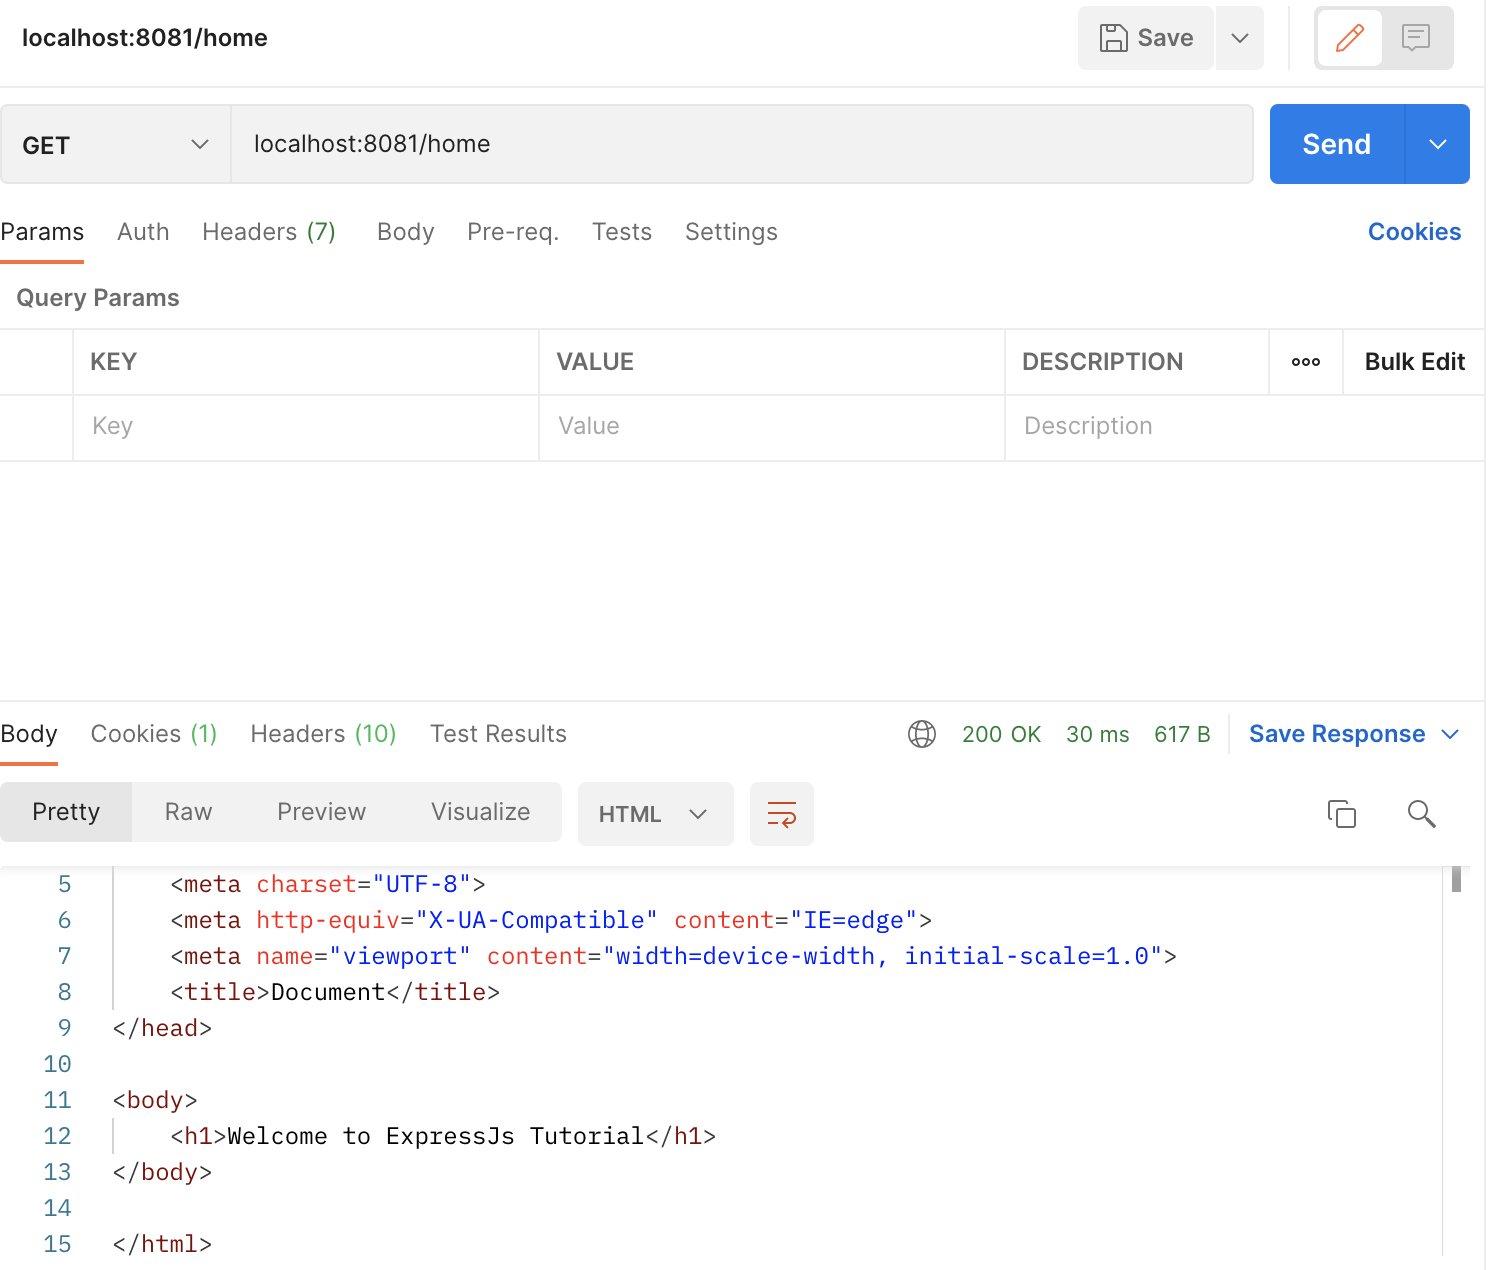 localhost:8081/home
Save
GET
localhost:8081/home
Send
Params Auth Headers (7) Body Pre-req. Tests Settings Cookies
Query Params
KEY VALUE DESCRIPTION ooo Bulk Edit
Key Value Description
Body Cookies (1) Headers (10) Test Results 200 OK 30 ms 617 B Save Response
Pretty Raw Preview Visualize HTML
5 <meta charset="UTF-8">
6 <meta http-equiv="X-UA-Compatible" content="IE=edge">
7 <meta name="viewport" content="width=device-width, initial-scale=1.0">
8 <title>Document</title>
9 </head>
10
11 <body>
12 <h1>Welcome to ExpressJs Tutorial</h1>
13 </body>
14
15 </html>